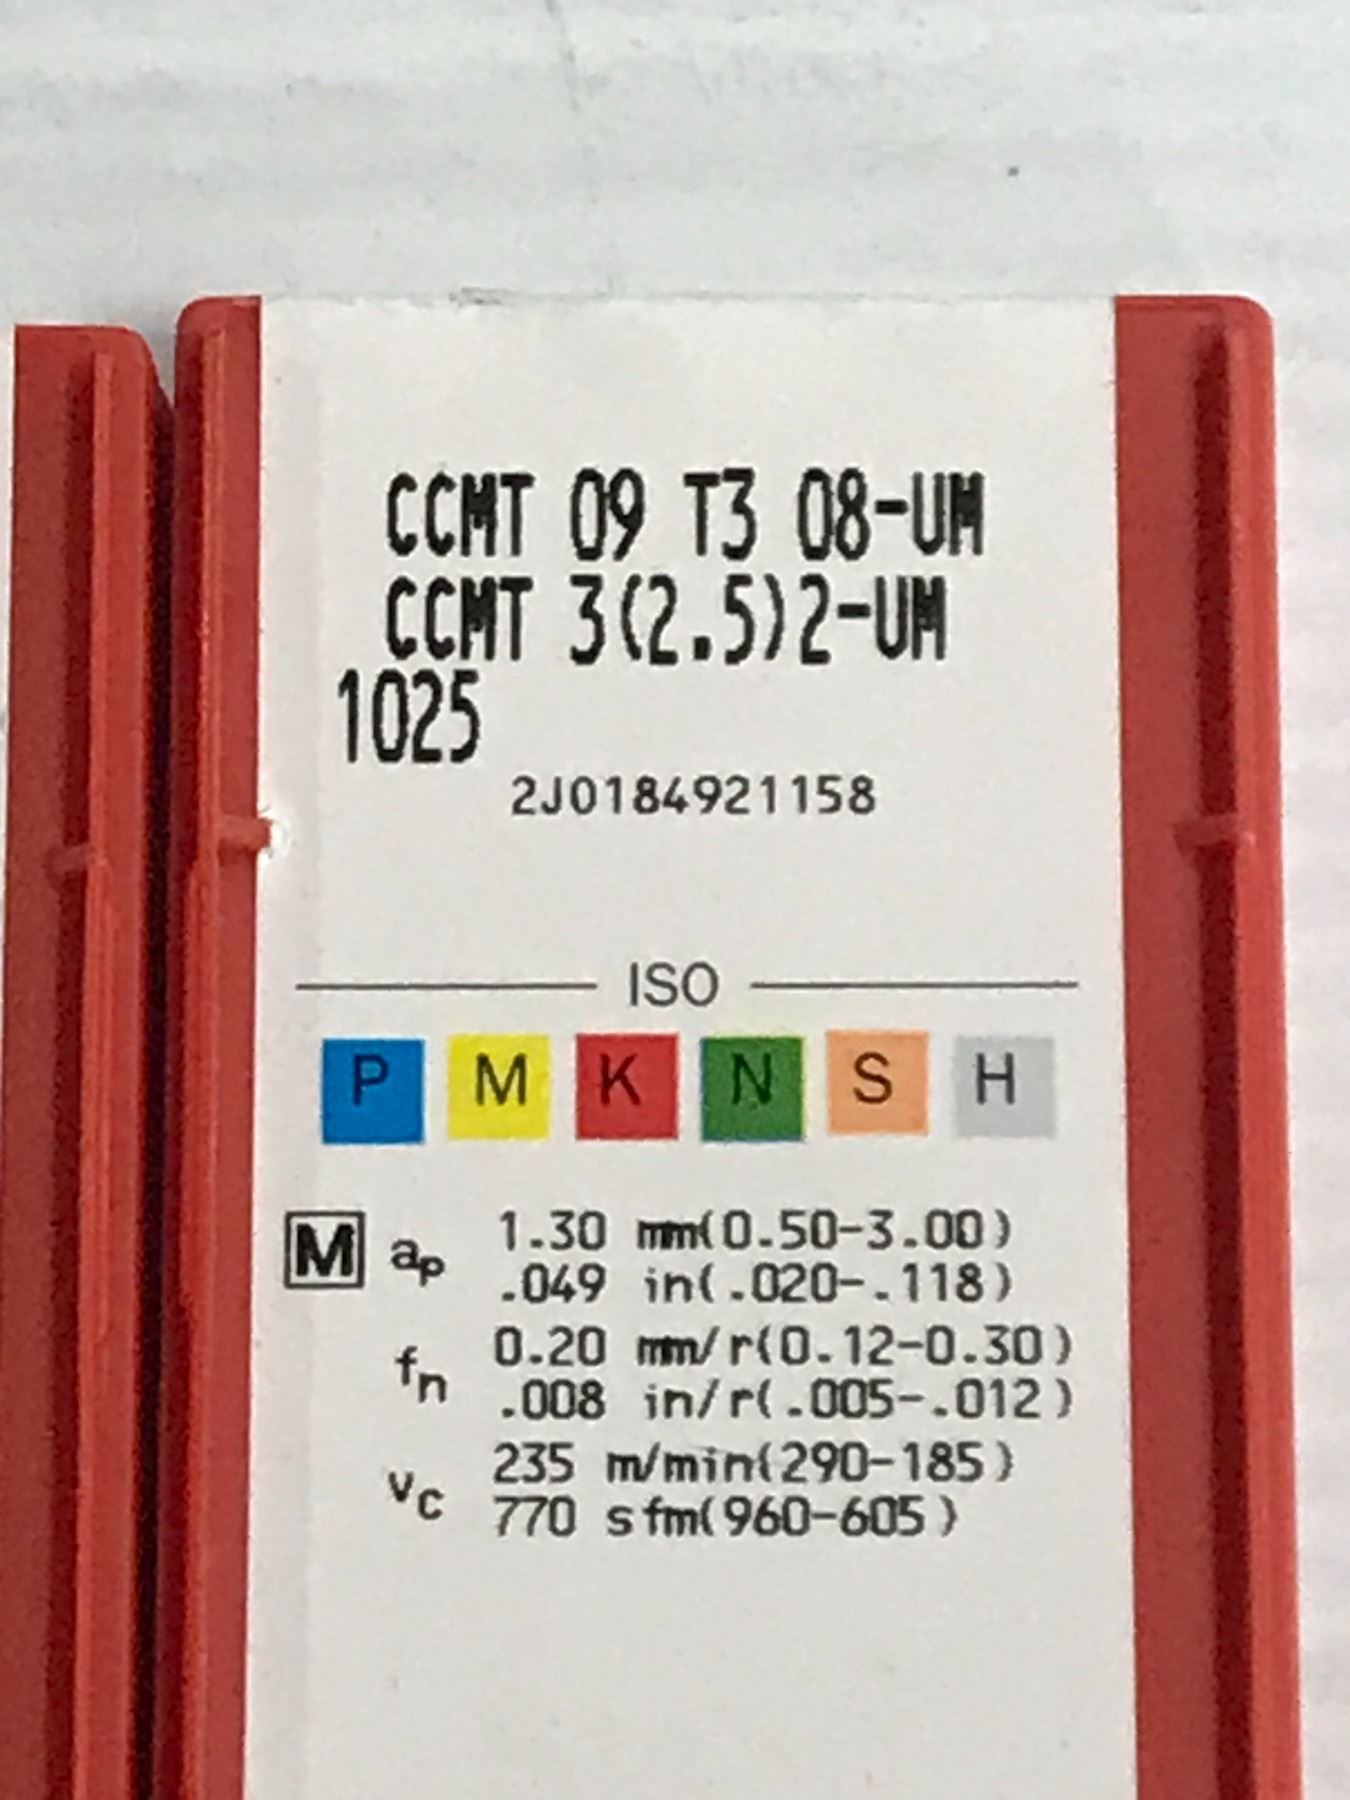 CCMT 09 T3 08-UM
CCMT 3(2.5)2-UM
1025
2J0184921158
ISO
P M K N S H
M ap 1.30 mm(0.50-3.00)
.049 in(.020-.118)
fn 0.20 mm/r(0.12-0.30)
.008 in/r(.005-.012)
vc 235 m/min(290-185)
770 sfm(960-605)